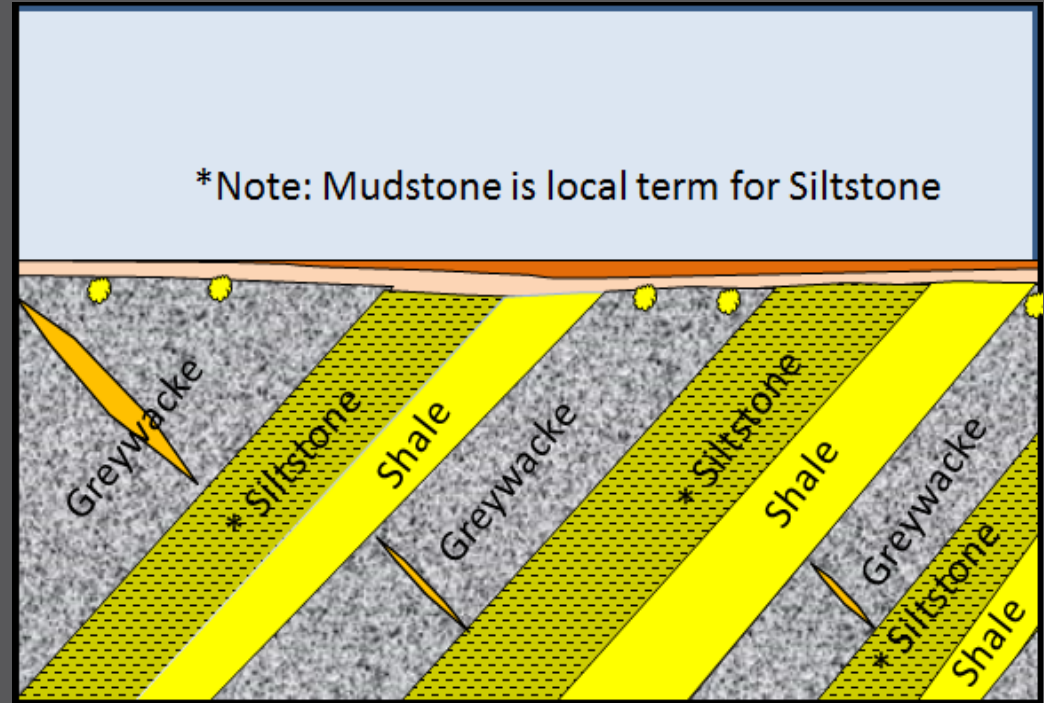 *Note: Mudstone is local term for Siltstone
Greywacke
* Siltstone
Shale
Greywacke
* Siltstone
Shale
Greywacke
* Siltstone
Shale